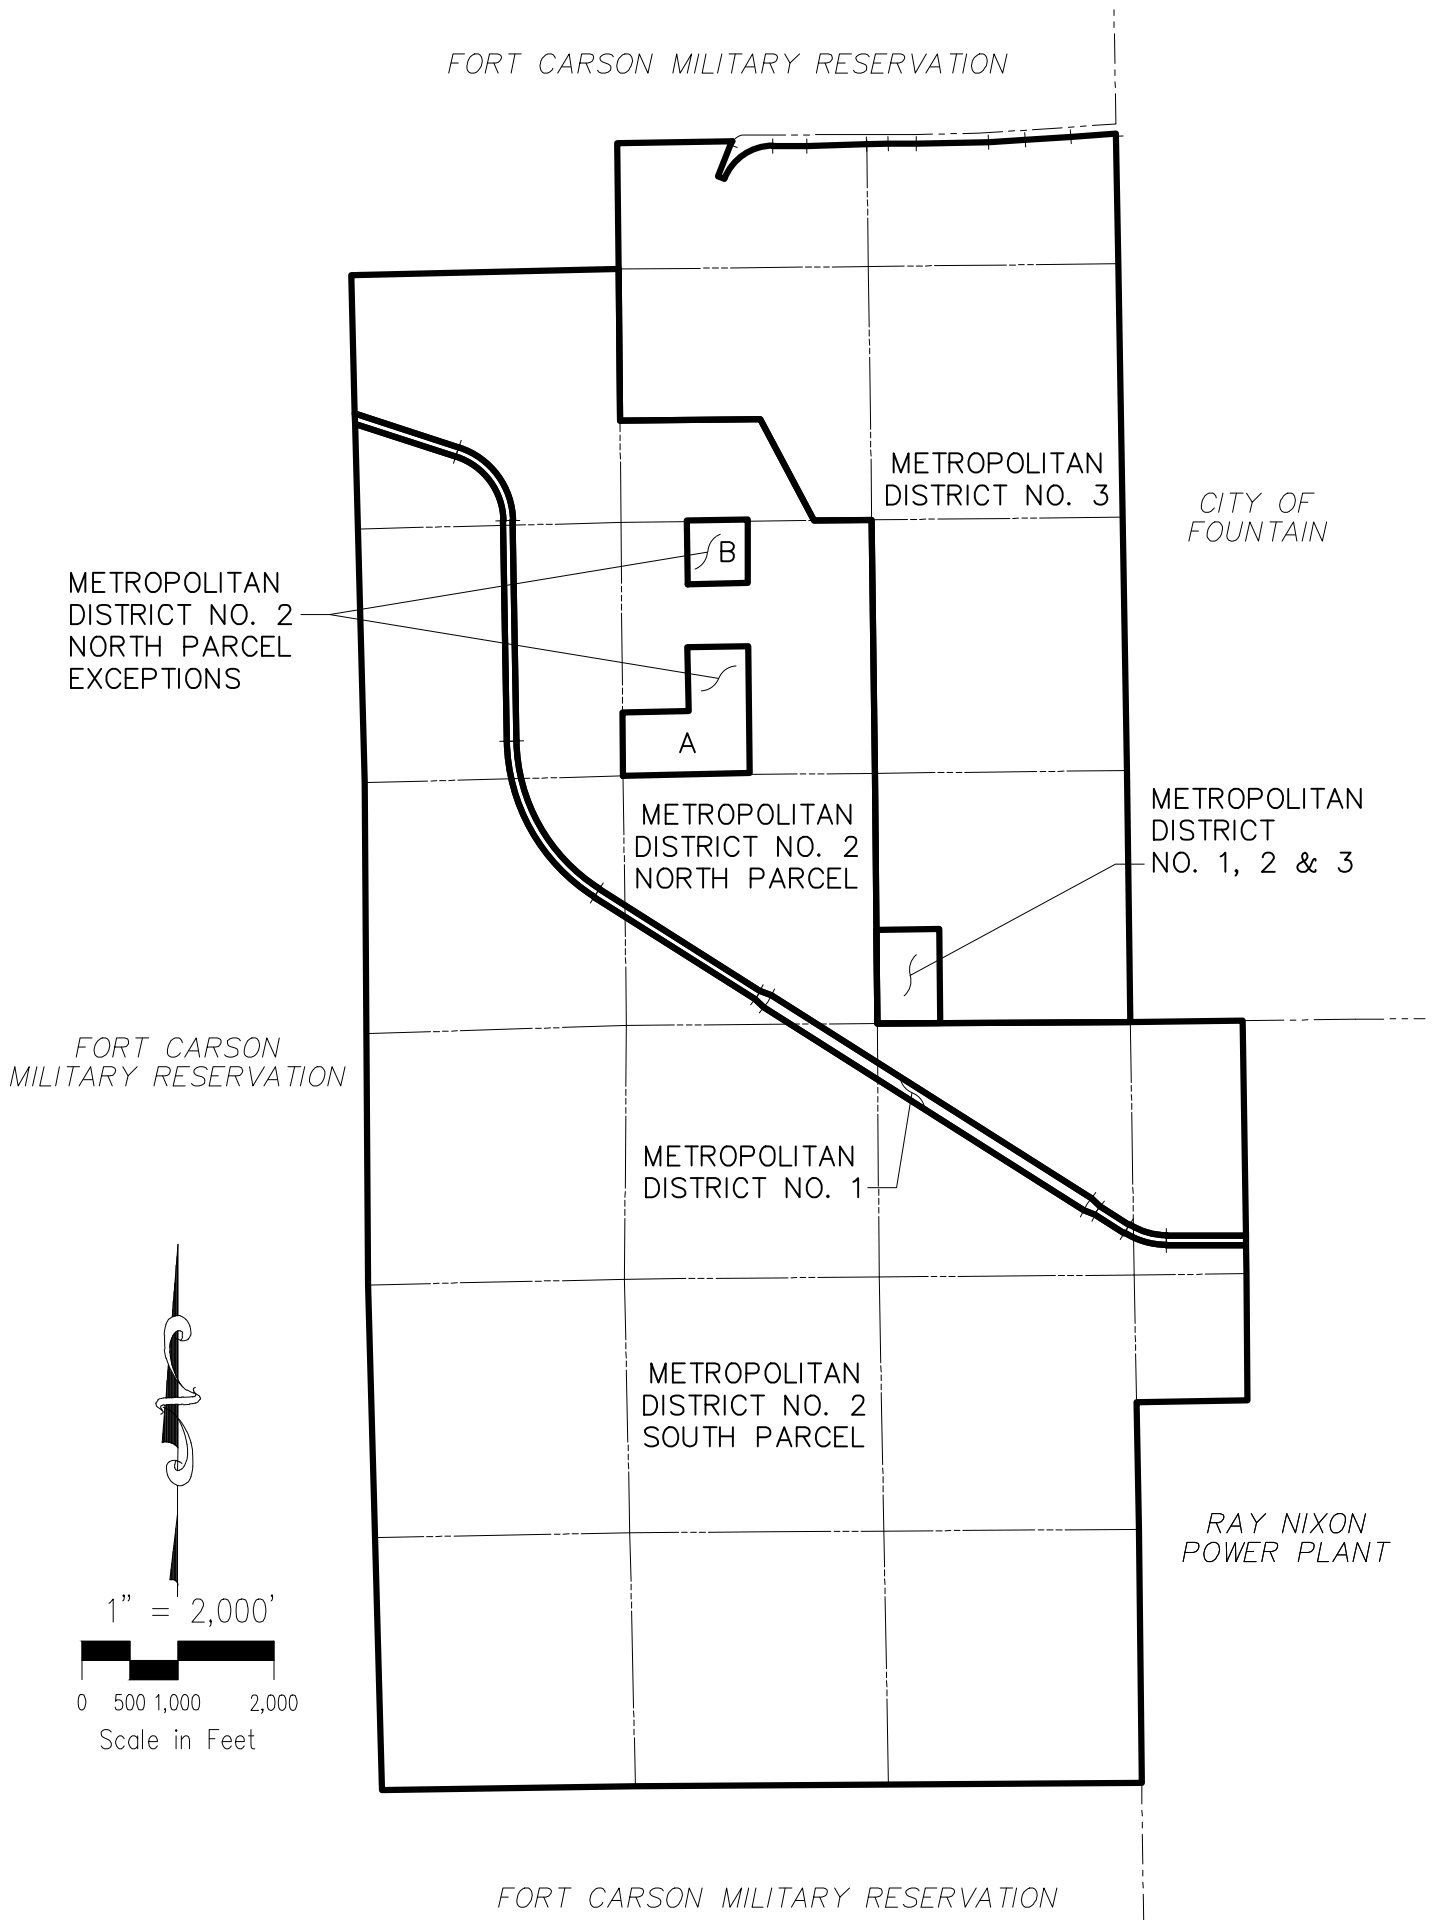 FORT CARSON MILITARY RESERVATION
METROPOLITAN
DISTRICT NO. 3
CITY OF
FOUNTAIN
B
METROPOLITAN
DISTRICT NO. 2
NORTH PARCEL
EXCEPTIONS
A
METROPOLITAN
DISTRICT NO. 2
NORTH PARCEL
METROPOLITAN
DISTRICT
NO. 1, 2 & 3
FORT CARSON
MILITARY RESERVATION
METROPOLITAN
DISTRICT NO. 1
METROPOLITAN
DISTRICT NO. 2
SOUTH PARCEL
RAY NIXON
POWER PLANT
1" = 2,000'
0 500 1,000 2,000
Scale in Feet
FORT CARSON MILITARY RESERVATION